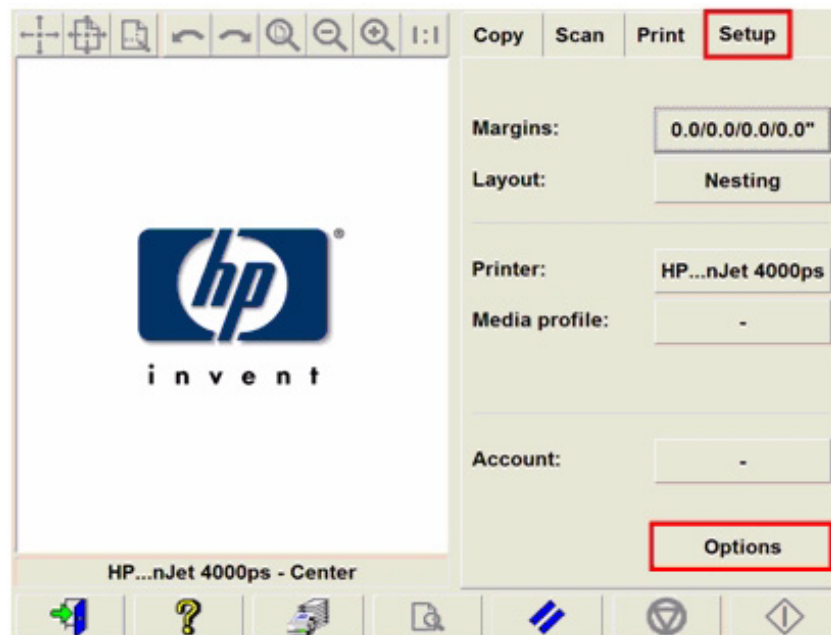 1:1
Copy Scan Print Setup
Margins: 0.0/0.0/0.0/0.0"
Layout: Nesting
Printer: HP...nJet 4000ps
Media profile: -
Account: -
Options
hp®
invent
HP...nJet 4000ps - Center
?